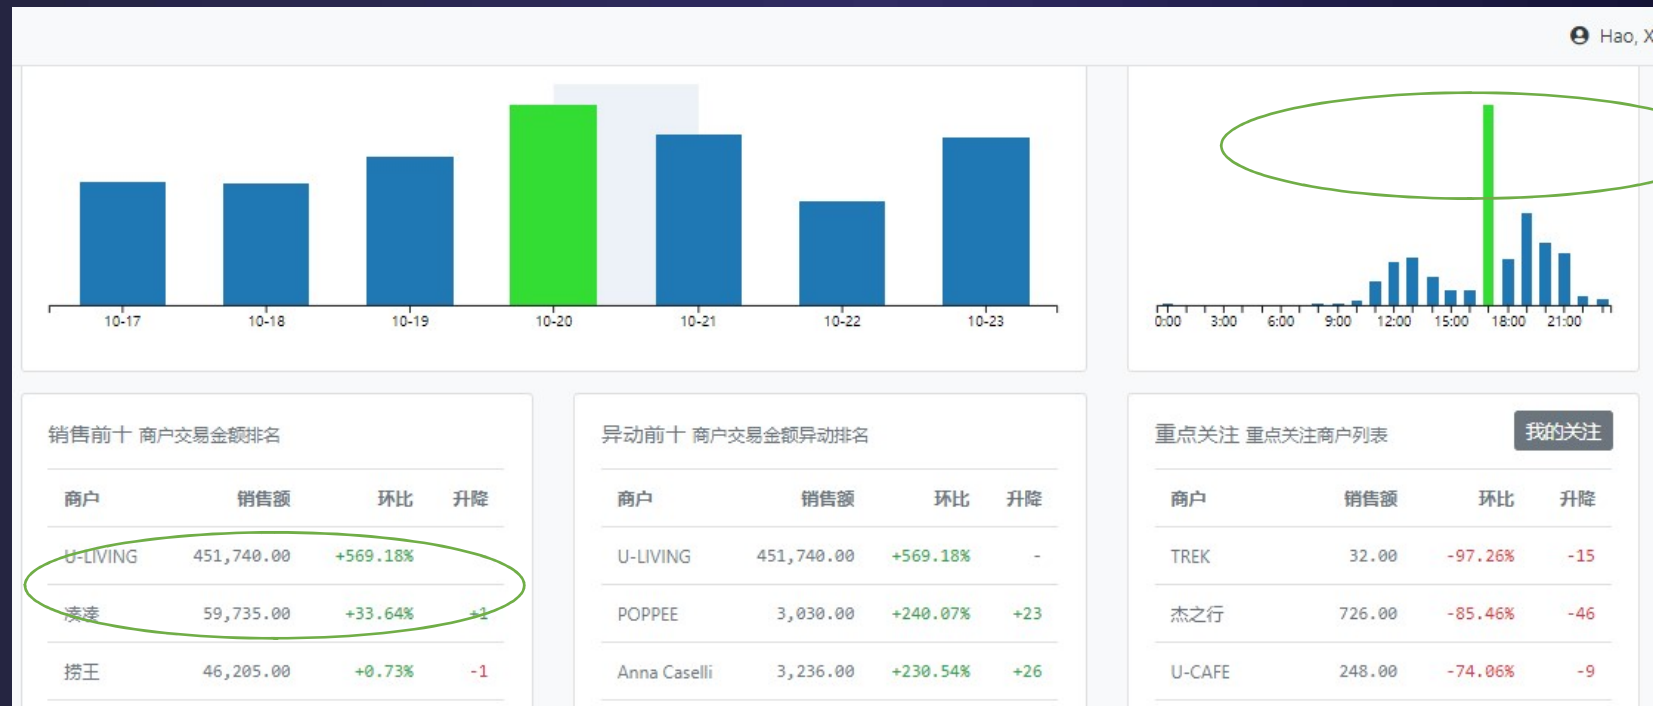 Hao, X
10-17 10-18 10-19 10-20 10-21 10-22 10-23
0:00 3:00 6:00 9:00 12:00 15:00 18:00 21:00
销售前十 商户交易金额排名
商户 销售额 环比 升降
U-LIVING 451,740.00 +569.18%
凑凑 59,735.00 +33.64% +1
捞王 46,205.00 +0.73% -1
异动前十 商户交易金额异动排名
商户 销售额 环比 升降
U-LIVING 451,740.00 +569.18% -
POPPEE 3,030.00 +240.07% +23
Anna Caselli 3,236.00 +230.54% +26
重点关注 重点关注商户列表 我的关注
商户 销售额 环比 升降
TREK 32.00 -97.26% -15
杰之行 726.00 -85.46% -46
U-CAFE 248.00 -74.06% -9